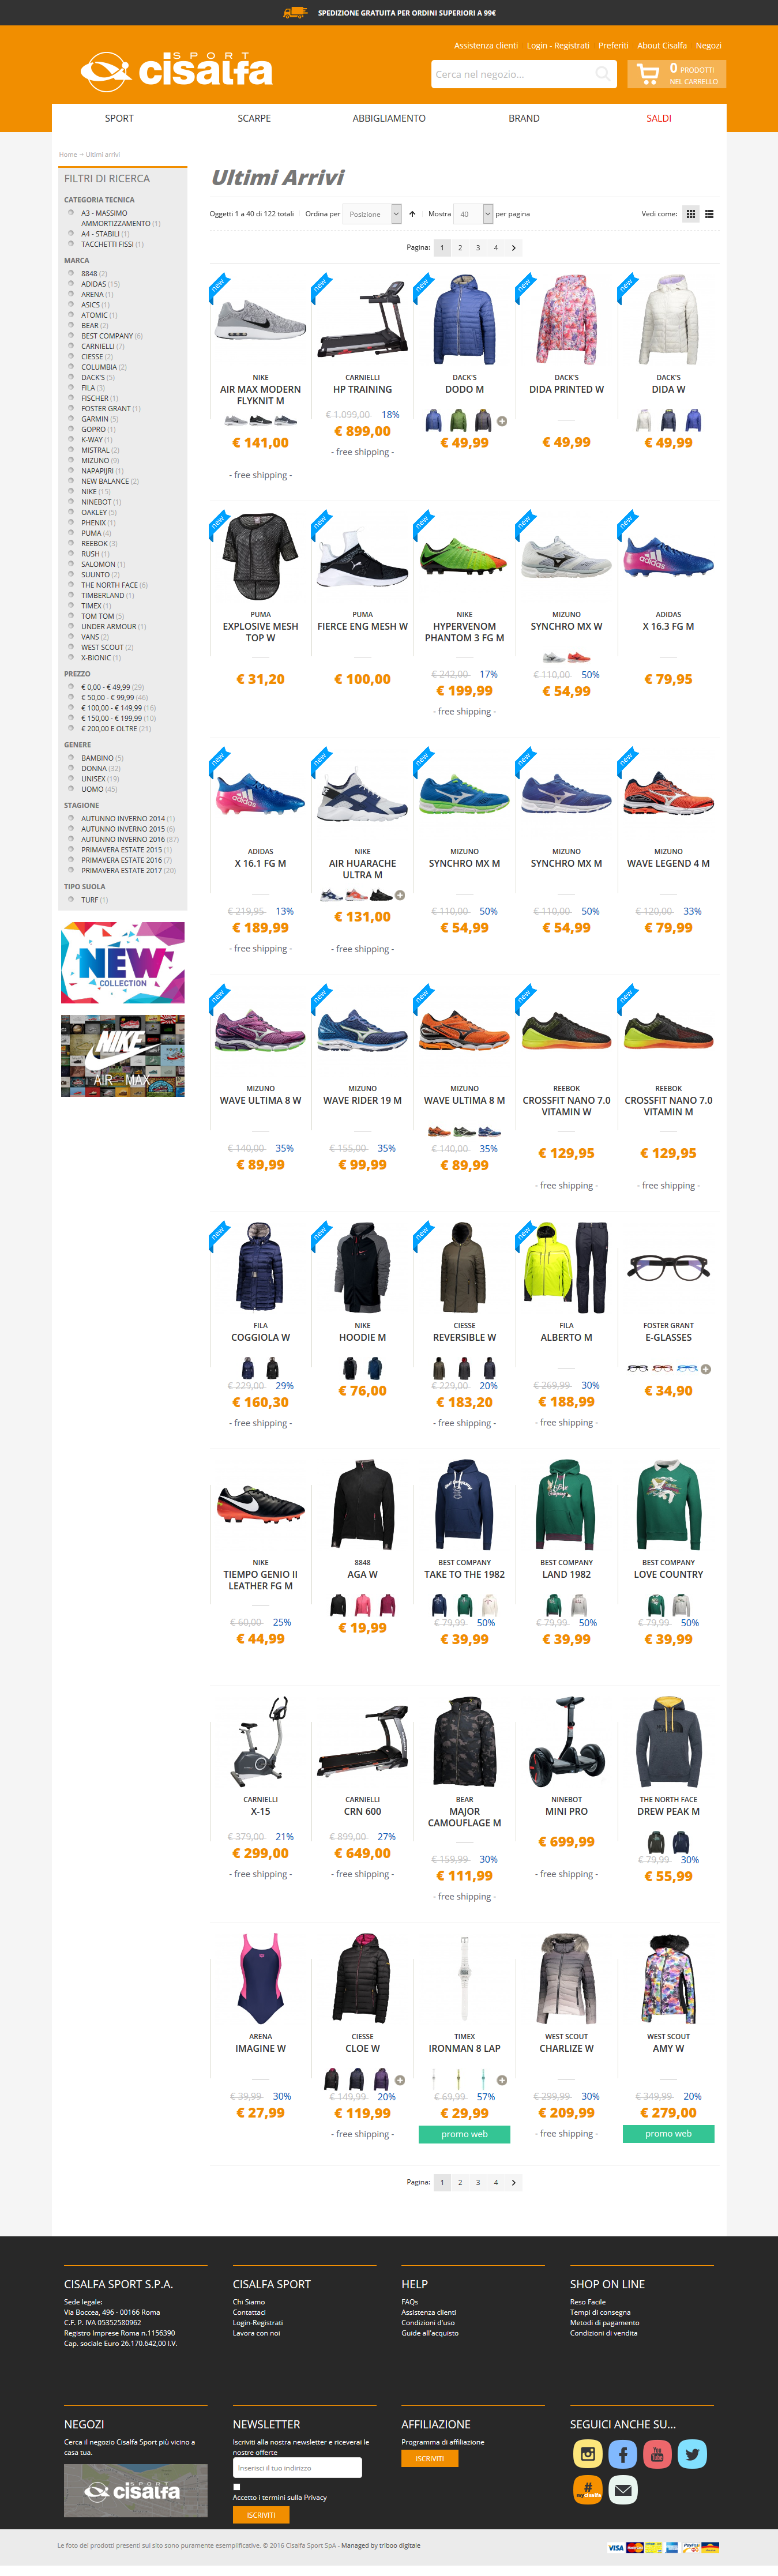 SPEDIZIONE GRATUITA PER ORDINI SUPERIORI A 99€
Assistenza clienti Login - Registrati Preferiti About Cisalfa Negozi
SPORT
cisalfa
Cerca nel negozio...
0 PRODOTTI
NEL CARRELLO
SPORT SCARPE ABBIGLIAMENTO BRAND SALDI
Home Ultimi arrivi
FILTRI DI RICERCA
CATEGORIA TECNICA
A3 - MASSIMO
AMMORTIZZAMENTO (1)
A4 - STABILI (1)
TACCHETTI FISSI (1)
MARCA
8848 (2)
ADIDAS (15)
ARENA (1)
ASICS (1)
ATOMIC (1)
BEAR (2)
BEST COMPANY (6)
CARNIELLI (7)
CIESSE (2)
COLUMBIA (2)
DACK'S (5)
FILA (3)
FISCHER (1)
FOSTER GRANT (1)
GARMIN (5)
GOPRO (1)
K-WAY (1)
MISTRAL (2)
MIZUNO (9)
NAPAPIJRI (1)
NEW BALANCE (2)
NIKE (15)
NINEBOT (1)
OAKLEY (5)
PHENIX (1)
PUMA (4)
REEBOK (3)
RUSH (1)
SALOMON (1)
SUUNTO (2)
THE NORTH FACE (6)
TIMBERLAND (1)
TIMEX (1)
TOM TOM (5)
UNDER ARMOUR (1)
VANS (2)
WEST SCOUT (2)
X-BIONIC (1)
PREZZO
€ 0,00 - € 49,99 (29)
€ 50,00 - € 99,99 (46)
€ 100,00 - € 149,99 (16)
€ 150,00 - € 199,99 (10)
€ 200,00 E OLTRE (21)
GENERE
BAMBINO (5)
DONNA (32)
UNISEX (19)
UOMO (45)
STAGIONE
AUTUNNO INVERNO 2014 (1)
AUTUNNO INVERNO 2015 (6)
AUTUNNO INVERNO 2016 (87)
PRIMAVERA ESTATE 2015 (1)
PRIMAVERA ESTATE 2016 (7)
PRIMAVERA ESTATE 2017 (20)
TIPO SUOLA
TURF (1)
NEW
COLLECTION
NIKE
AIR MAX
Ultimi Arrivi
Oggetti 1 a 40 di 122 totali Ordina per Posizione Mostra 40 per pagina Vedi come:
Pagina: 1 2 3 4
new new new new new
NIKE CARNIELLI DACK'S DACK'S DACK'S
AIR MAX MODERN HP TRAINING DODO M DIDA PRINTED W DIDA W
FLYKNIT M
€ 1.099,00 18%
€ 141,00 € 899,00 € 49,99 € 49,99 € 49,99
- free shipping - - free shipping -
new new new new
PUMA PUMA NIKE MIZUNO ADIDAS
EXPLOSIVE MESH FIERCE ENG MESH W HYPERVENOM SYNCHRO MX W X 16.3 FG M
TOP W PHANTOM 3 FG M
€ 242,00 17% € 110,00 50%
€ 31,20 € 100,00 € 199,99 € 54,99 € 79,95
- free shipping -
new new new new new
ADIDAS NIKE MIZUNO MIZUNO MIZUNO
X 16.1 FG M AIR HUARACHE SYNCHRO MX M SYNCHRO MX M WAVE LEGEND 4 M
ULTRA M
€ 219,95 13% € 110,00 50% € 110,00 50% € 120,00 33%
€ 189,99 € 131,00 € 54,99 € 54,99 € 79,99
- free shipping - - free shipping -
new new new new new
MIZUNO MIZUNO MIZUNO REEBOK REEBOK
WAVE ULTIMA 8 W WAVE RIDER 19 M WAVE ULTIMA 8 M CROSSFIT NANO 7.0 CROSSFIT NANO 7.0
VITAMIN W VITAMIN M
€ 140,00 35% € 155,00 35% € 140,00 35%
€ 89,99 € 99,99 € 89,99 € 129,95 € 129,95
- free shipping - - free shipping -
new new new new
FILA NIKE CIESSE FILA FOSTER GRANT
COGGIOLA W HOODIE M REVERSIBLE W ALBERTO M E-GLASSES
€ 229,00 29% € 229,00 20% € 269,99 30%
€ 160,30 € 76,00 € 183,20 € 188,99 € 34,90
- free shipping - - free shipping - - free shipping -
NIKE 8848 BEST COMPANY BEST COMPANY BEST COMPANY
TIEMPO GENIO II AGA W TAKE TO THE 1982 LAND 1982 LOVE COUNTRY
LEATHER FG M
€ 60,00 25% € 79,99 50% € 79,99 50% € 79,99 50%
€ 44,99 € 19,99 € 39,99 € 39,99 € 39,99
CARNIELLI CARNIELLI BEAR NINEBOT THE NORTH FACE
X-15 CRN 600 MAJOR MINI PRO DREW PEAK M
CAMOUFLAGE M
€ 379,00 21% € 899,00 27% € 159,99 30% € 79,99 30%
€ 299,00 € 649,00 € 111,99 € 699,99 € 55,99
- free shipping - - free shipping - - free shipping - - free shipping -
ARENA CIESSE TIMEX WEST SCOUT WEST SCOUT
IMAGINE W CLOE W IRONMAN 8 LAP CHARLIZE W AMY W
€ 39,99 30% € 149,99 20% € 69,99 57% € 299,99 30% € 349,99 20%
€ 27,99 € 119,99 € 29,99 € 209,99 € 279,00
- free shipping - promo web - free shipping - promo web
Pagina: 1 2 3 4
CISALFA SPORT S.P.A.
Sede legale:
Via Boccea, 496 - 00166 Roma
C.F. P. IVA 05352580962
Registro Imprese Roma n.1156390
Cap. sociale Euro 26.170.642,00 I.V.
CISALFA SPORT
Chi Siamo
Contattaci
Login-Registrati
Lavora con noi
HELP
FAQs
Assistenza clienti
Condizioni d'uso
Guide all'acquisto
SHOP ON LINE
Reso Facile
Tempi di consegna
Metodi di pagamento
Condizioni di vendita
NEGOZI
Cerca il negozio Cisalfa Sport più vicino a
casa tua.
SPORT
cisalfa
NEWSLETTER
Iscriviti alla nostra newsletter e riceverai le
nostre offerte
Inserisci il tuo indirizzo
Accetto i termini sulla Privacy
ISCRIVITI
AFFILIAZIONE
Programma di affiliazione
ISCRIVITI
SEGUICI ANCHE SU...
You
Tube
#
Le foto dei prodotti presenti sul sito sono puramente esemplificative. © 2016 Cisalfa Sport SpA - Managed by triboo digitale
VISA PayPal